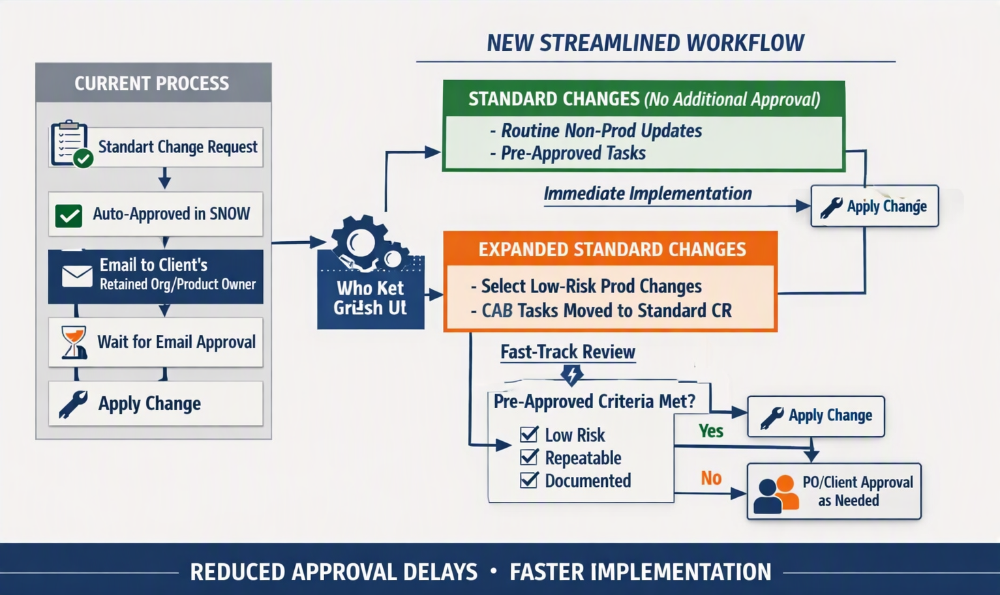 NEW STREAMLINED WORKFLOW
CURRENT PROCESS
Standart Change Request
Auto-Approved in SNOW
Email to Client's
Retained Org/Product Owner
Wait for Email Approval
Apply Change
Who Ket
STANDARD CHANGES (No Additional Approval)
- Routine Non-Prod Updates
- Pre-Approved Tasks
Immediate Implementation
Apply Change
EXPANDED STANDARD CHANGES
- Select Low-Risk Prod Changes
- CAB Tasks Moved to Standard CR
Fast-Track Review
Pre-Approved Criteria Met?
Low Risk
Repeatable
Documented
Yes
No
Apply Change
PO/Client Approval
as Needed
REDUCED APPROVAL DELAYS • FASTER IMPLEMENTATION